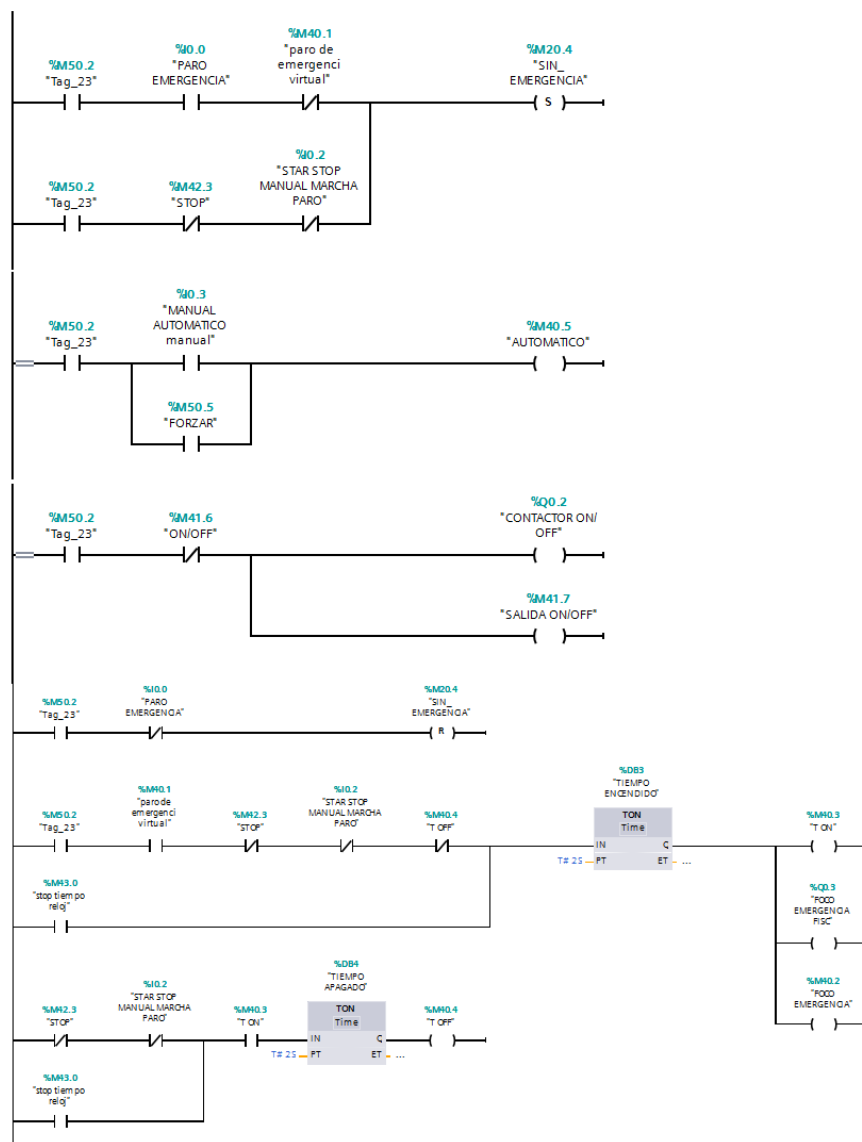 %M50.2
"Tag_23"
%I0.0
"PARO
EMERGENCIA"
%M40.1
"paro de
emergenci
virtual"
%M20.4
"SIN_
EMERGENCIA"
S
%M50.2
"Tag_23"
%M42.3
"STOP"
%I0.2
"STAR STOP
MANUAL MARCHA
PARO"
%M50.2
"Tag_23"
%I0.3
"MANUAL
AUTOMATICO
manual"
%M40.5
"AUTOMATICO"
%M50.5
"FORZAR"
%M50.2
"Tag_23"
%M41.6
"ON/OFF"
%Q0.2
"CONTACTOR ON/
OFF"
%M41.7
"SALIDA ON/OFF"
%M50.2
"Tag_23"
%I0.0
"PARO
EMERGENCIA"
%M20.4
"SIN_
EMERGENCIA"
R
%M50.2
"Tag_23"
%M40.1
"paro de
emergenci
virtual"
%M42.3
"STOP"
%I0.2
"STAR STOP
MANUAL MARCHA
PARO"
%M40.4
"T OFF"
%DB3
"TIEMPO
ENCENDIDO"
TON
Time
IN Q
T# 2S PT ET ...
%M40.3
"T ON"
%M43.0
"stop tiempo
reloj"
%Q0.3
"FOCO
EMERGENCIA
FISC"
%M40.2
"FOCO
EMERGENCIA"
%M42.3
"STOP"
%I0.2
"STAR STOP
MANUAL MARCHA
PARO"
%M40.3
"T ON"
%DB4
"TIEMPO
APAGADO"
TON
Time
IN Q
T# 2S PT ET ...
%M40.4
"T OFF"
%M43.0
"stop tiempo
reloj"